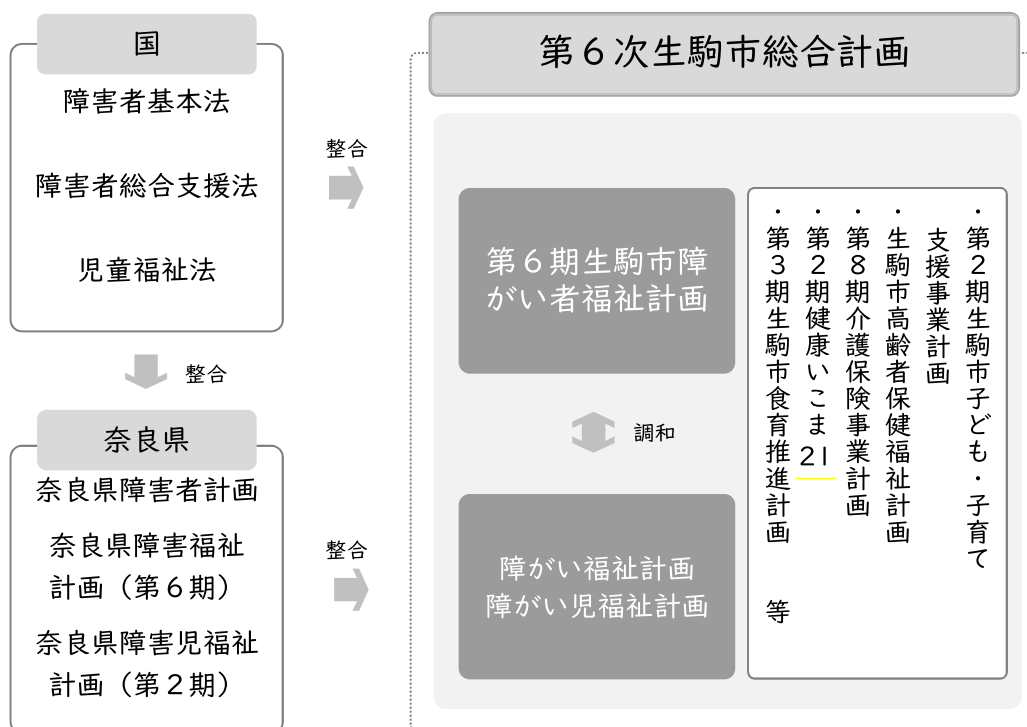 国
障害者基本法
障害者総合支援法
児童福祉法
整合
整合
奈良県
奈良県障害者計画
奈良県障害福祉
計画（第６期）
奈良県障害児福祉
計画（第２期）
整合
第６次生駒市総合計画
第６期生駒市障
がい者福祉計画
調和
障がい福祉計画
障がい児福祉計画
・第２期生駒市子ども・子育て
支援事業計画
・生駒市高齢者保健福祉計画
・第８期介護保険事業計画
・第２期健康いこま21
・第３期生駒市食育推進計画　等